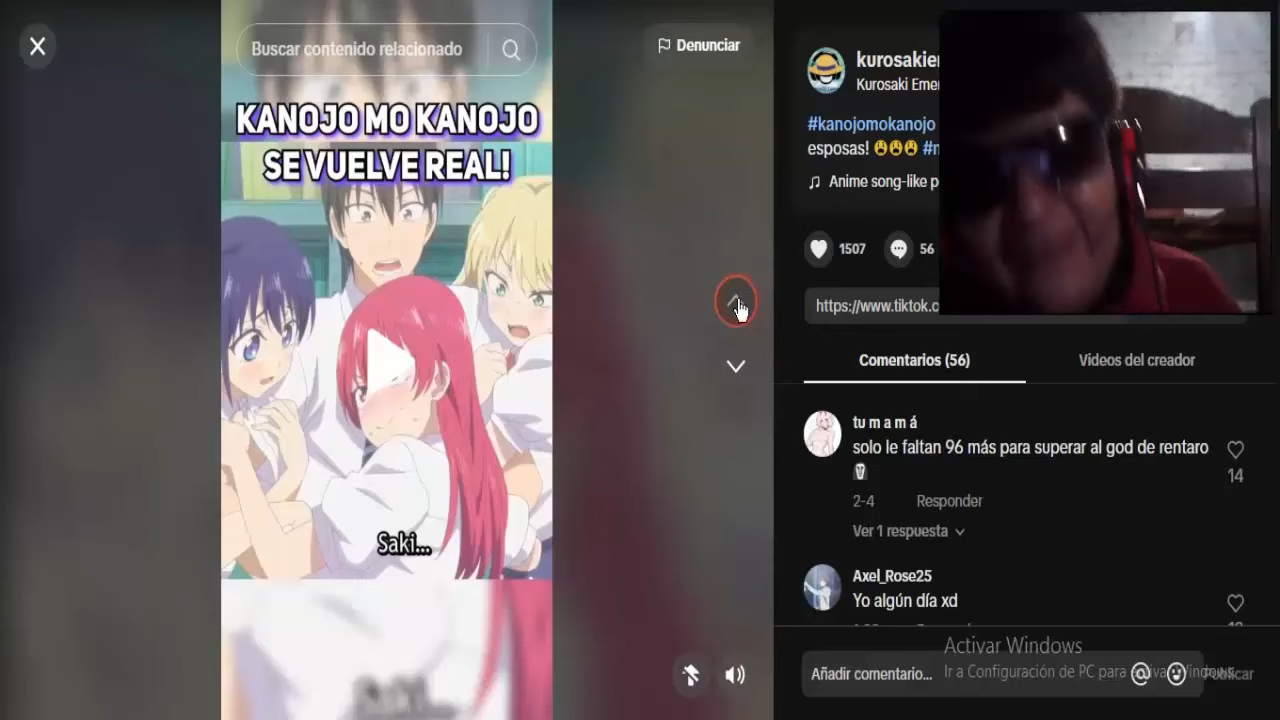 Buscar contenido relacionado
Denunciar
KANOJO MO KANOJO
SE VUELVE REAL!
Saki...
kurosakie
Kurosaki Eme
#kanojomokanojo
esposas! 😩😩😩 #
Anime song-like p
1507
56
https://www.tiktok.c
Comentarios (56)
Videos del creador
tu m a m á
solo le faltan 96 más para superar al god de rentaro
🗿
14
2-4 Responder
Ver 1 respuesta
Axel_Rose25
Yo algún día xd
Activar Windows
Ir a Configuración de PC para activar Windows.
Añadir comentario...
Publicar